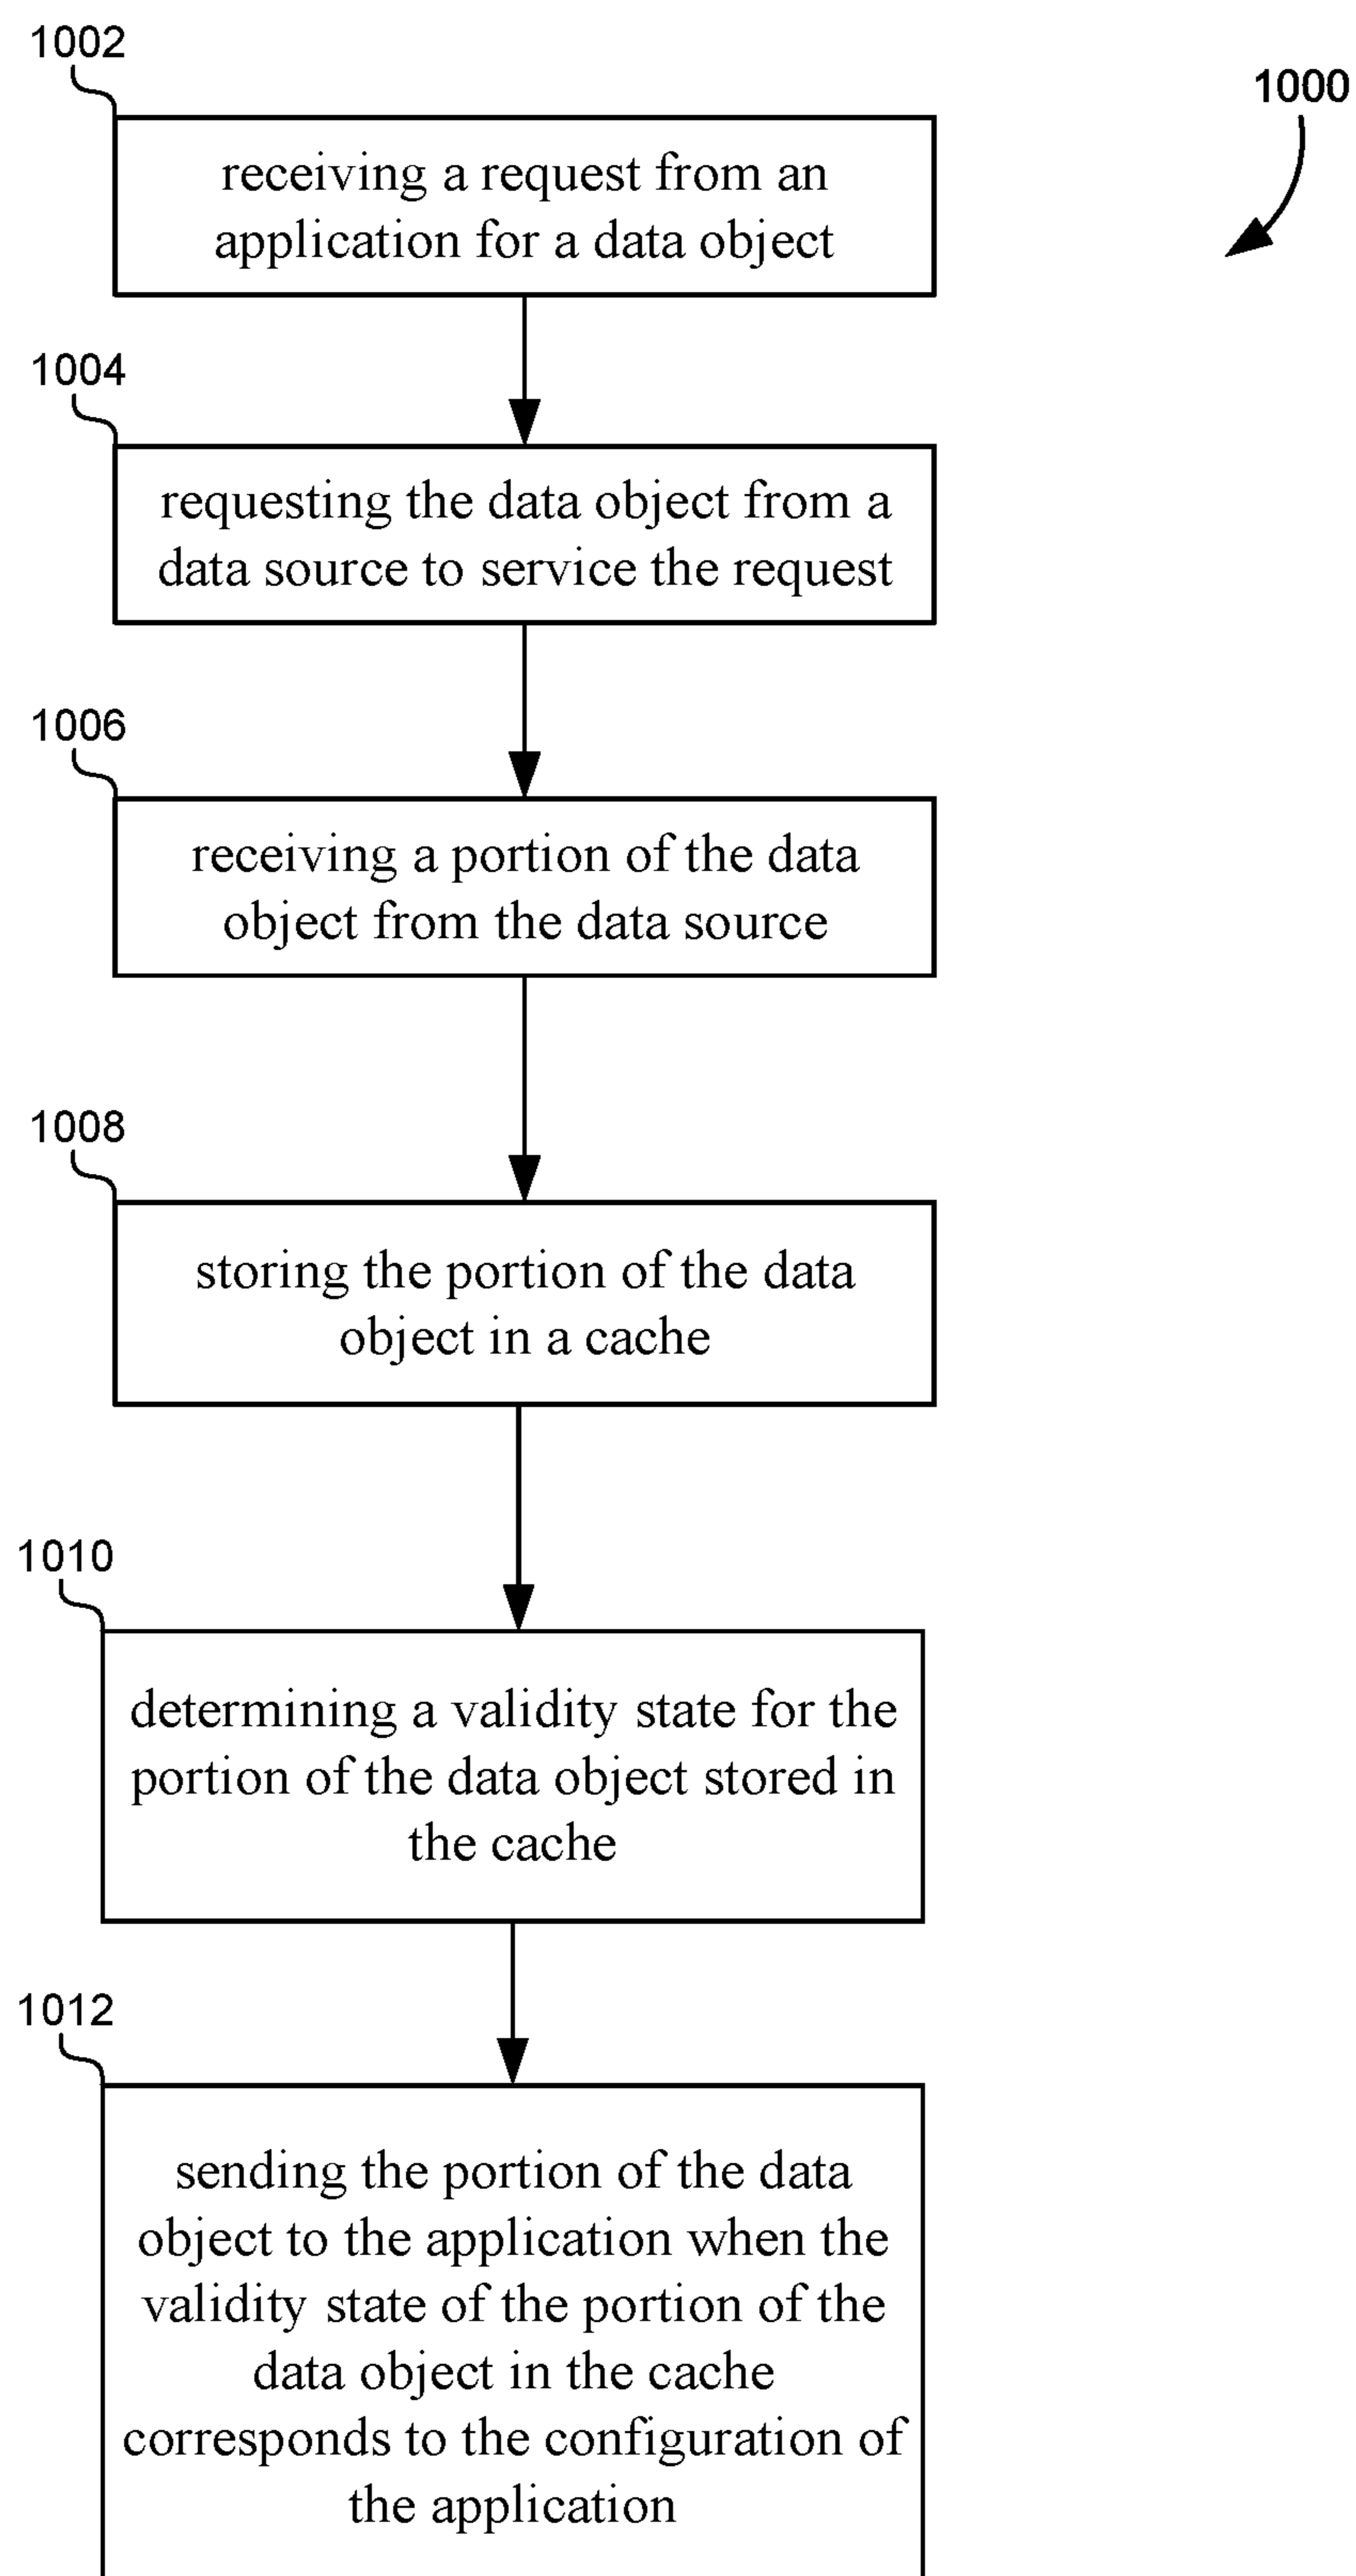 1002
1000
receiving a request from an
application for a data object
1004
requesting the data object from a
data source to service the request
1006
receiving a portion of the data
object from the data source
1008
storing the portion of the data
object in a cache
1010
determining a validity state for the
portion of the data object stored in
the cache
1012
sending the portion of the data
object to the application when the
validity state of the portion of the
data object in the cache
corresponds to the configuration of
the application